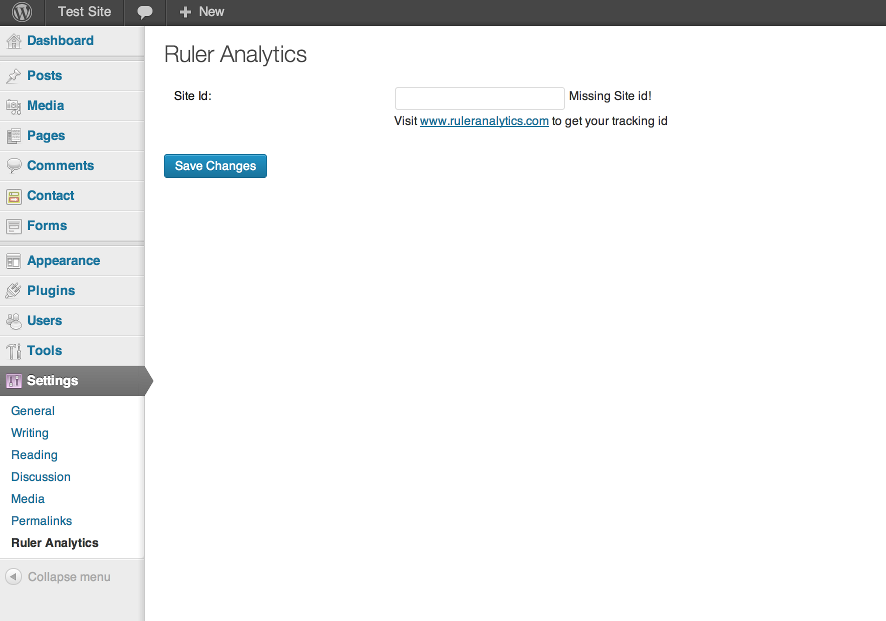 Test Site New
Dashboard
Posts
Media
Pages
Comments
Contact
Forms
Appearance
Plugins
Users
Tools
Settings
General
Writing
Reading
Discussion
Media
Permalinks
Ruler Analytics
Collapse menu
Ruler Analytics
Site Id: Missing Site id!
Visit www.ruleranalytics.com to get your tracking id
Save Changes